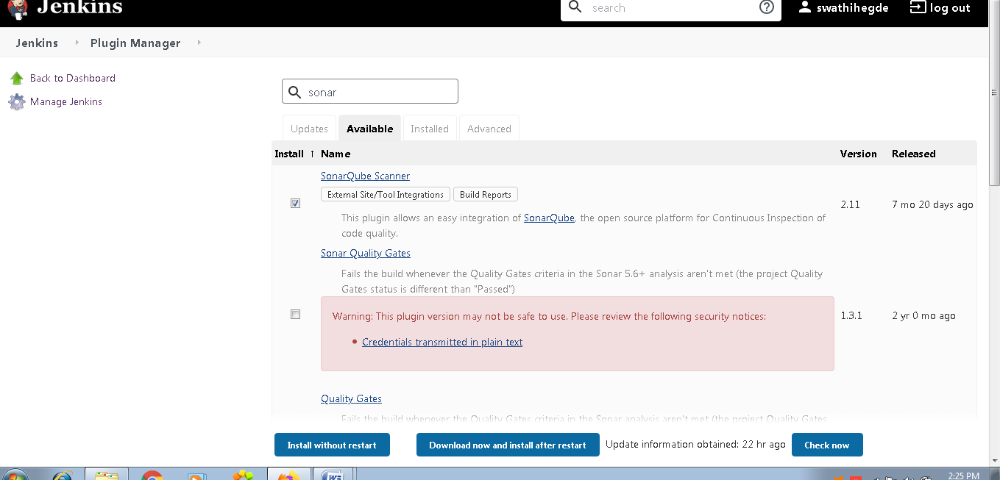 Jenkins
search
swathihegde
log out
Jenkins
Plugin Manager
Back to Dashboard
Manage Jenkins
sonar
Updates
Available
Installed
Advanced
Install ↑ Name Version Released
SonarQube Scanner
External Site/Tool Integrations Build Reports
2.11 7 mo 20 days ago
This plugin allows an easy integration of SonarQube, the open source platform for Continuous Inspection of
code quality.
Sonar Quality Gates
Fails the build whenever the Quality Gates criteria in the Sonar 5.6+ analysis aren't met (the project Quality
Gates status is different than "Passed")
Warning: This plugin version may not be safe to use. Please review the following security notices:
1.3.1 2 yr 0 mo ago
• Credentials transmitted in plain text
Quality Gates
Fails the build whenever the Quality Gates criteria in the Sonar analysis aren't met (the project Quality Gates
Install without restart
Download now and install after restart
Update information obtained: 22 hr ago
Check now
2:25 PM